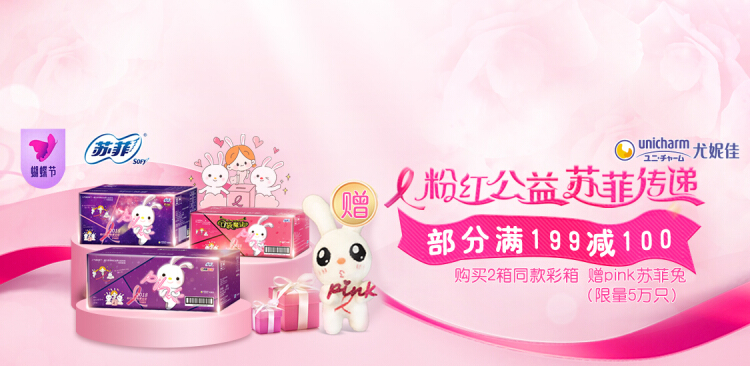 蝴蝶节
苏菲
SOFY
赠
pink
unicharm
ユニ・チャーム
尤妮佳
粉红公益 苏菲传递
部分满199减100
购买2箱同款彩箱 赠pink苏菲兔
(限量5万只)